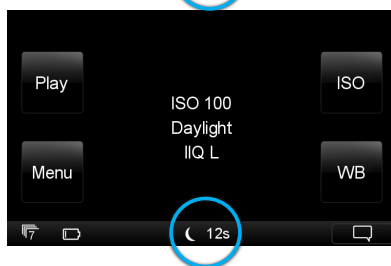 Play
ISO
ISO 100
Daylight
IIQ L
Menu
WB
7
12s